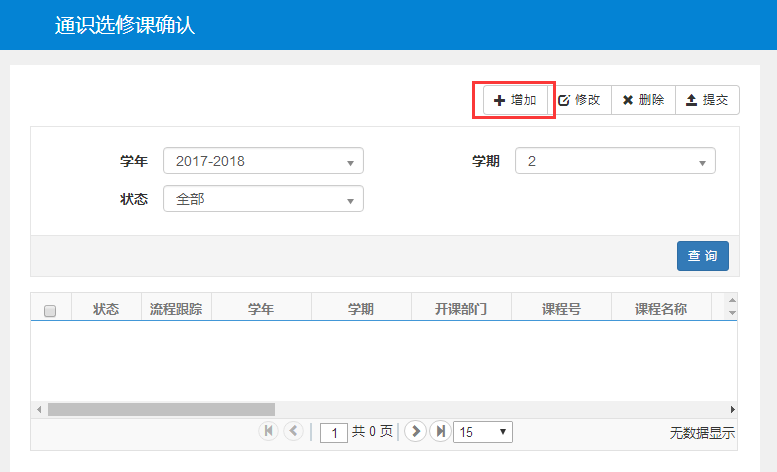 通识选修课确认
增加 修改 删除 提交
学年 2017-2018 学期 2
状态 全部
查 询
状态 流程跟踪 学年 学期 开课部门 课程号 课程名称
1 共 0 页 15 无数据显示